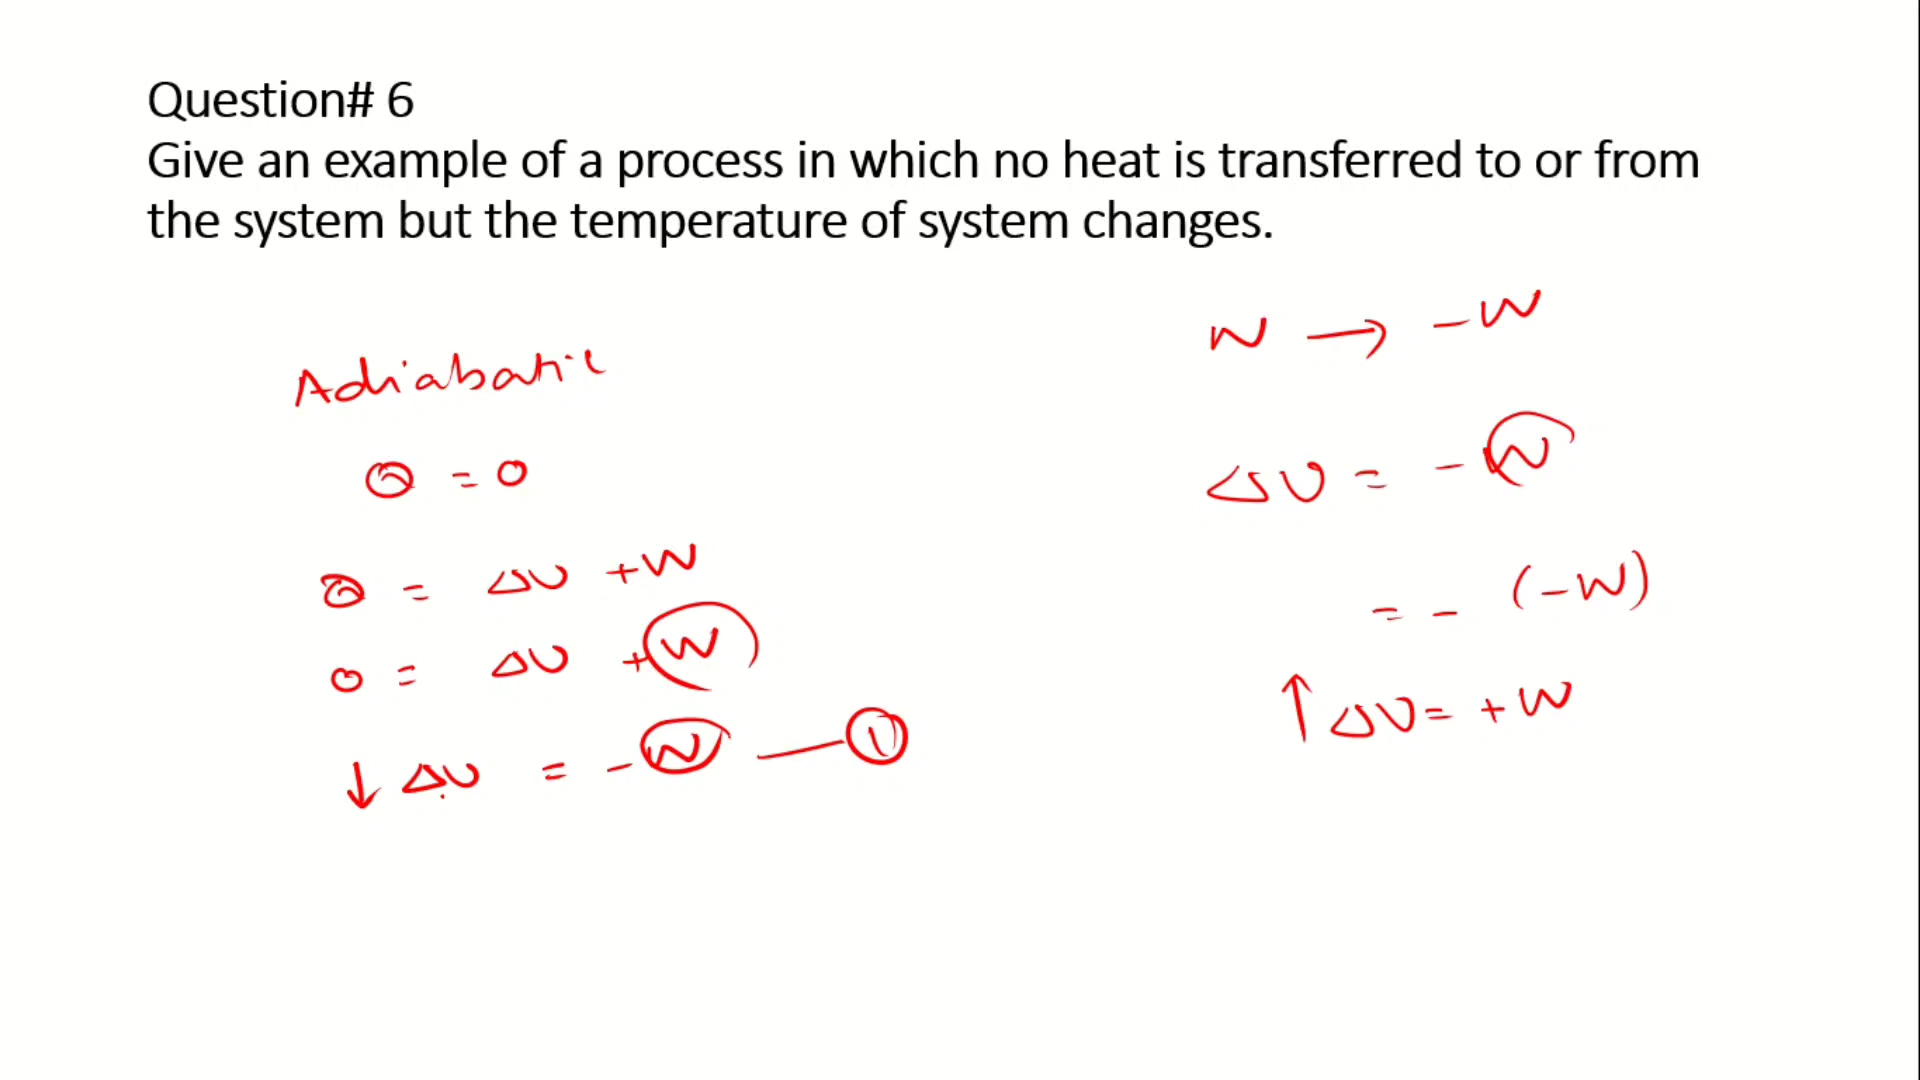 Question# 6
Give an example of a process in which no heat is transferred to or from
the system but the temperature of system changes.
Adiabatic
Q = 0
Q = ΔU + W
0 = ΔU + W
↓ ΔU = - W — 1
W → - W
ΔU = - W
= - (-W)
↑ ΔU = + W